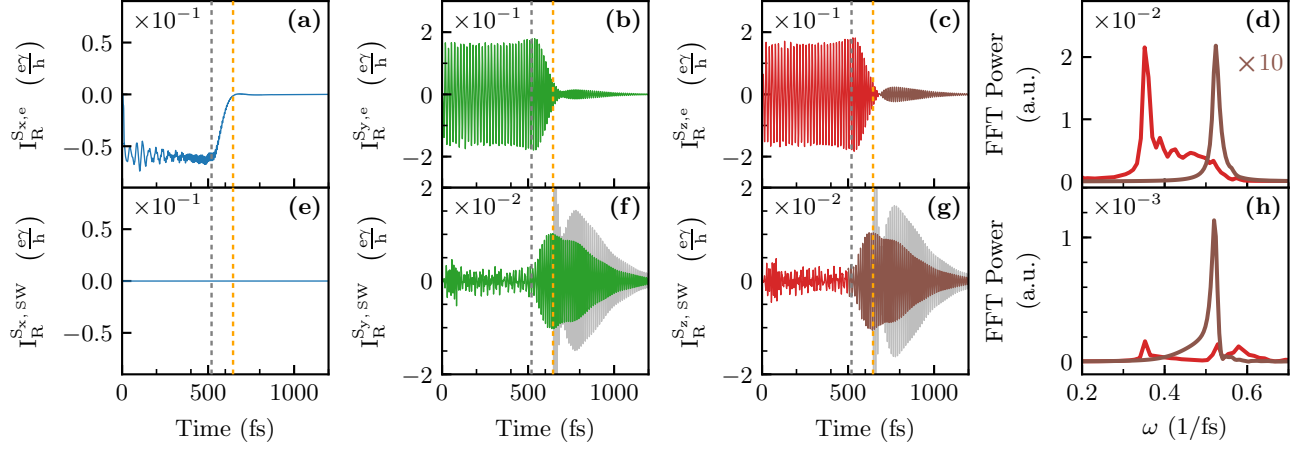 ×10⁻¹ (a)
0.5
0.0
−0.5
I_R^{S_x,e} (eγ/h)
×10⁻¹ (b)
2
0
−2
I_R^{S_y,e} (eγ/h)
×10⁻¹ (c)
2
0
−2
I_R^{S_z,e} (eγ/h)
×10⁻² (d)
×10
2
1
0
FFT Power
(a.u.)
×10⁻¹ (e)
0.5
0.0
−0.5
I_R^{S_x,SW} (eγ/h)
0 500 1000
Time (fs)
×10⁻² (f)
2
0
−2
I_R^{S_y,SW} (eγ/h)
0 500 1000
Time (fs)
×10⁻² (g)
2
0
−2
I_R^{S_z,SW} (eγ/h)
0 500 1000
Time (fs)
×10⁻³ (h)
1
0
FFT Power
(a.u.)
0.2 0.4 0.6
ω (1/fs)